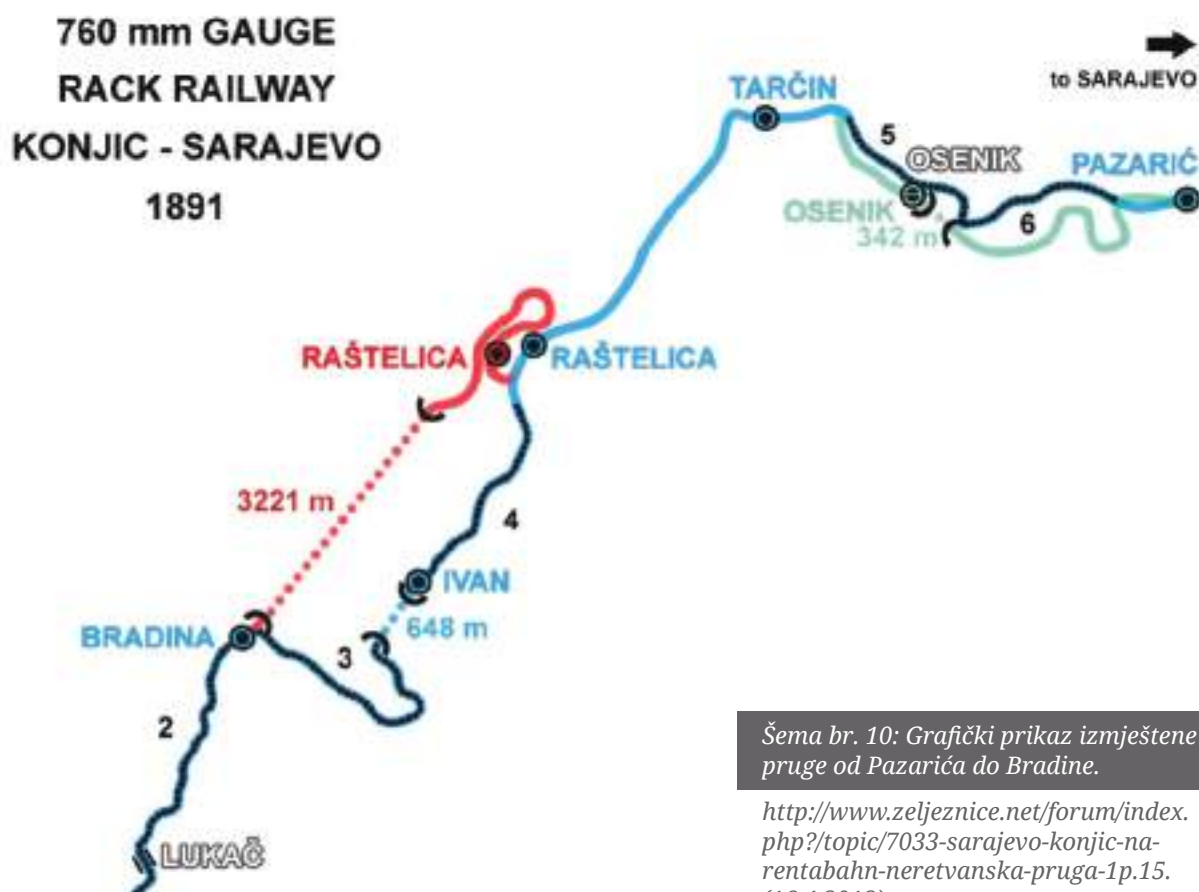 760 mm GAUGE
RACK RAILWAY
KONJIC - SARAJEVO
1891
to SARAJEVO
TARČIN
5
OSENIK
PAZARIĆ
OSENIK
342 m
6
RAŠTELICA
RAŠTELICA
3221 m
4
IVAN
648 m
BRADINA
3
2
LUKAČ
Šema br. 10: Grafički prikaz izmještene
pruge od Pazarića do Bradine.
http://www.zeljeznice.net/forum/index.
php?/topic/7033-sarajevo-konjic-na-
rentabahn-neretvanska-pruga-1p.15.